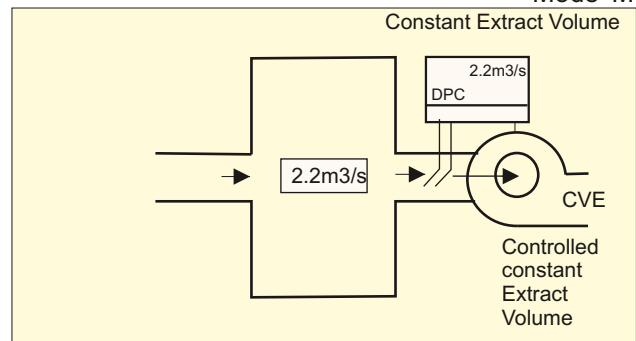 Constant Extract Volume
2.2m3/s
DPC
2.2m3/s
CVE
Controlled
constant
Extract
Volume